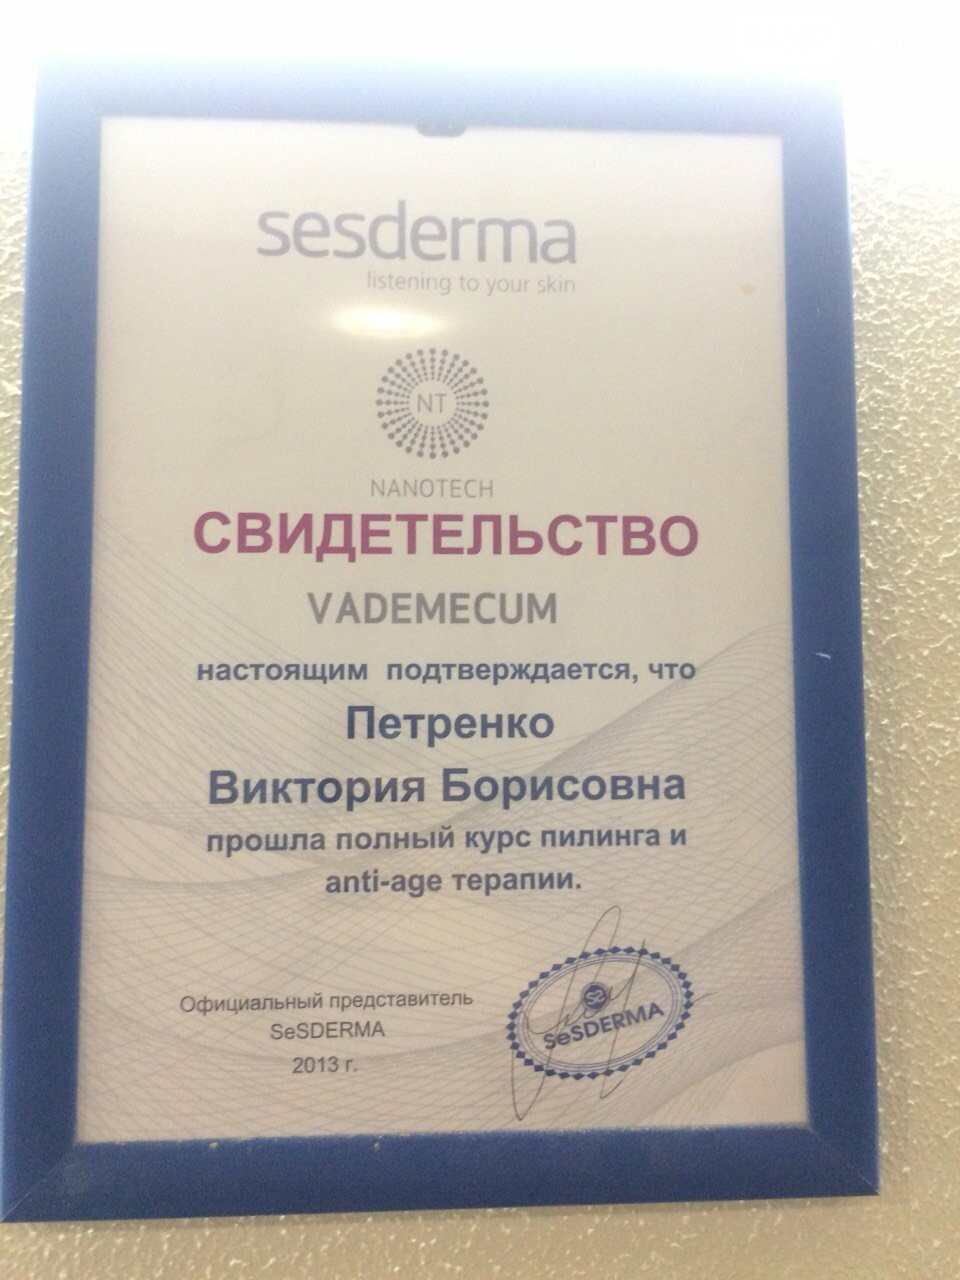 sesderma
listening to your skin
NT
NANOTECH
СВИДЕТЕЛЬСТВО
VADEMECUM
настоящим подтверждается, что
Петренко
Виктория Борисовна
прошла полный курс пилинга и
anti-age терапии.
Официальный представитель
SeSDERMA
2013 г.
SeSDERMA